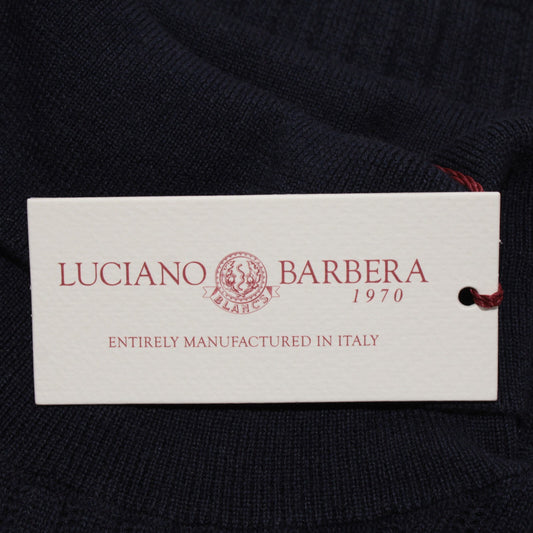 LUCIANO BARBERA
BLANCS
1970
ENTIRELY MANUFACTURED IN ITALY